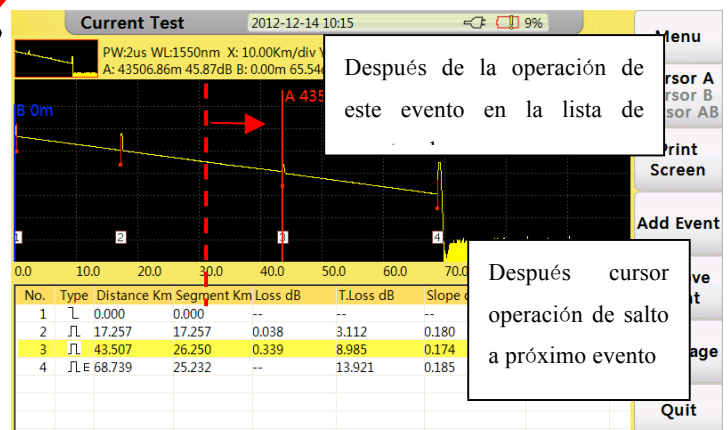 Current Test 2012-12-14 10:15 9%
PW:2us WL:1550nm X: 10.00Km/div
A: 43506.86m 45.87dB B: 0.00m
Después de la operación de
este evento en la lista de
B 0m
A 435
1 2 3 4
0.0 10.0 20.0 30.0 40.0 50.0 60.0 70.0
Después cursor
operación de salto
a próximo evento
No. Type Distance Km Segment Km Loss dB T.Loss dB Slope
1 0.000 0.000 -- -- --
2 17.257 17.257 0.038 3.112 0.180
3 43.507 26.250 0.339 8.985 0.174
4 E 68.739 25.232 -- 13.921 0.185
Menu
rsor A
rsor B
sor AB
Print
Screen
Add Event
ve
t
age
Quit